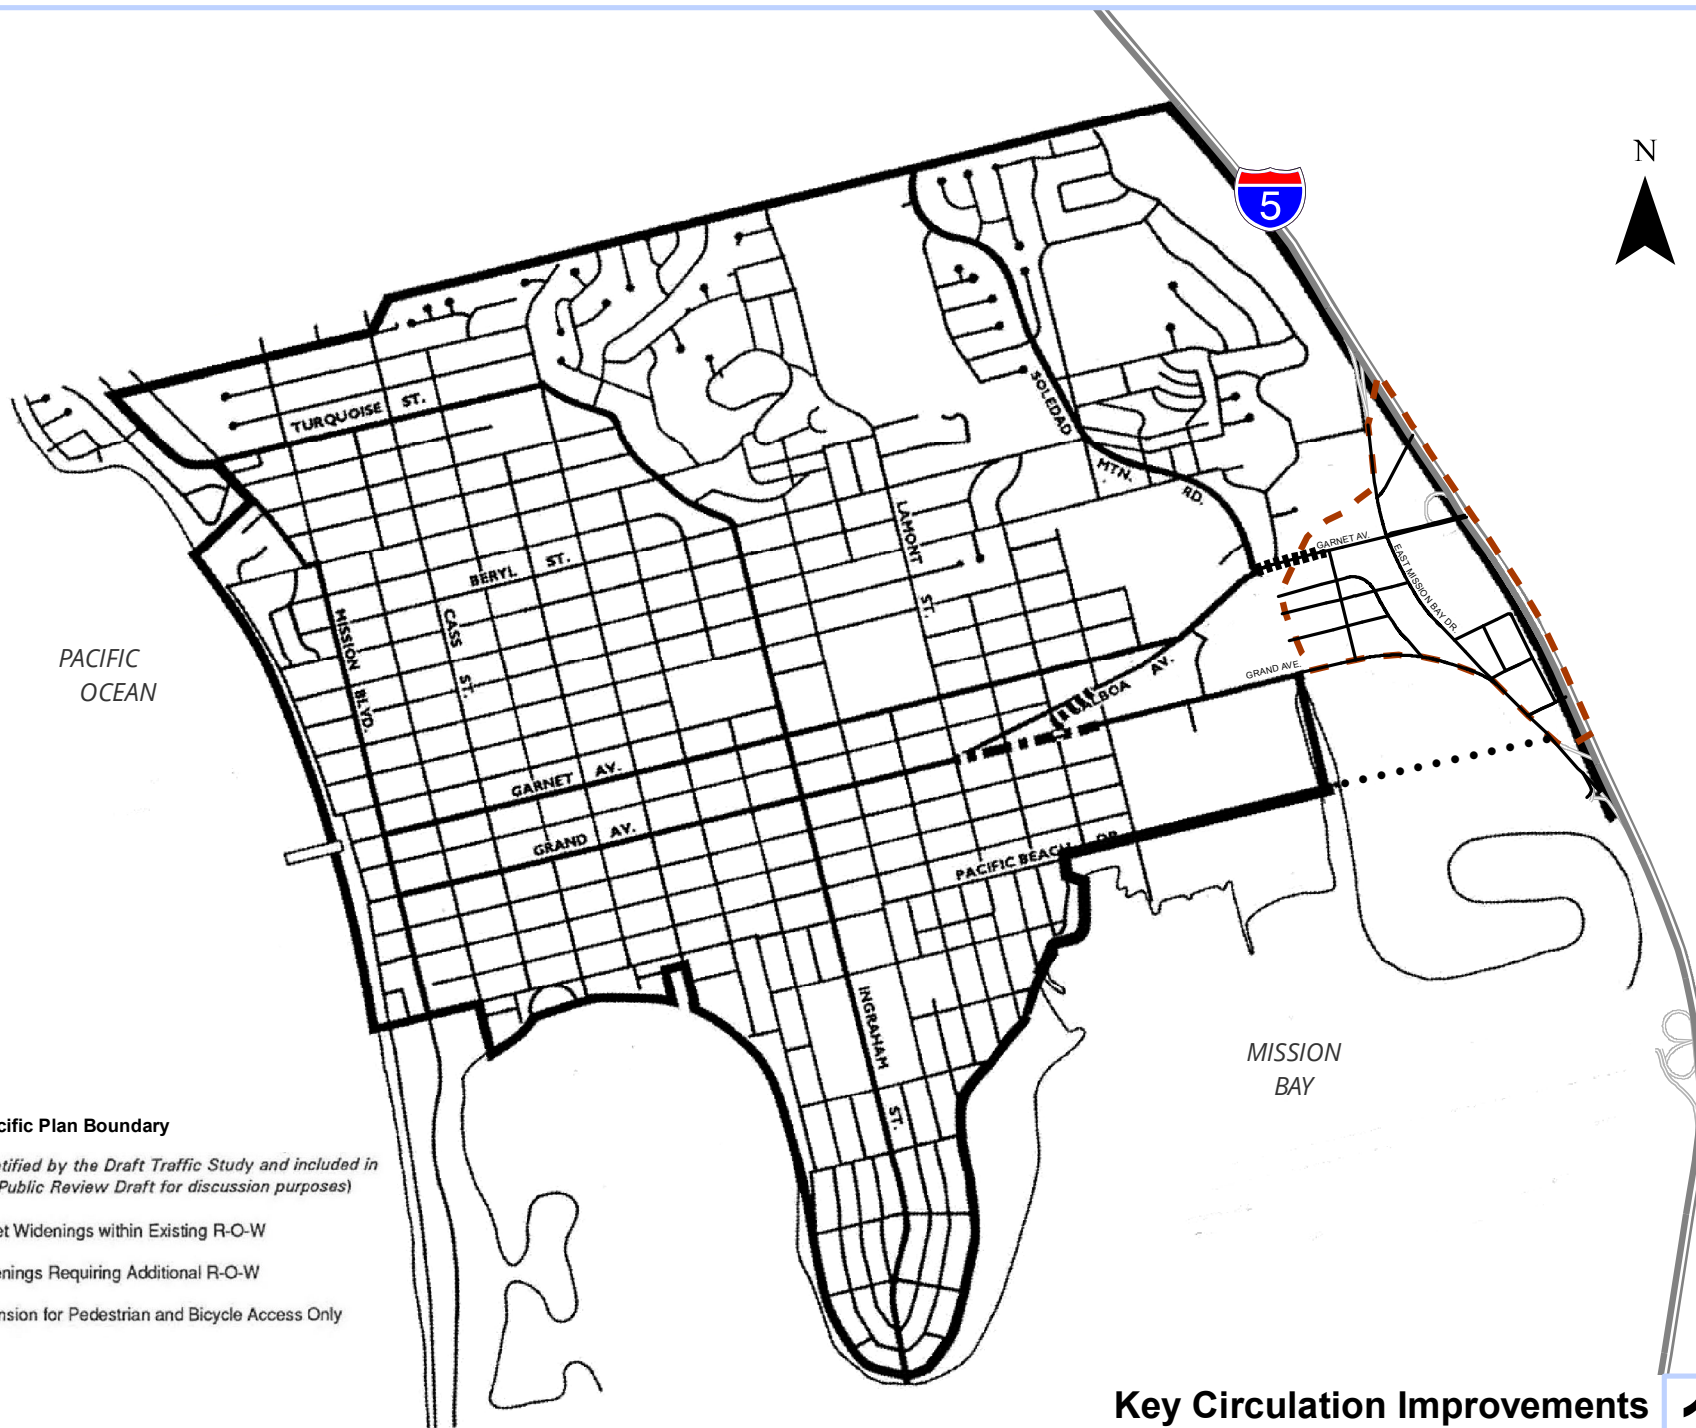 N
5
TURQUOISE ST.
SOLEDAD
MTN. RD.
LAMONT ST.
GARNET AV.
EAST MISSION BAY DR.
BERYL ST.
CASS ST.
MISSION BLVD.
PACIFIC
OCEAN
GRAND AVE.
BALBOA AV.
GARNET AV.
GRAND AV.
PACIFIC BEACH DR.
INGRAHAM ST.
MISSION
BAY
cific Plan Boundary
ntified by the Draft Traffic Study and included in
Public Review Draft for discussion purposes)
et Widenings within Existing R-O-W
enings Requiring Additional R-O-W
nsion for Pedestrian and Bicycle Access Only
Key Circulation Improvements